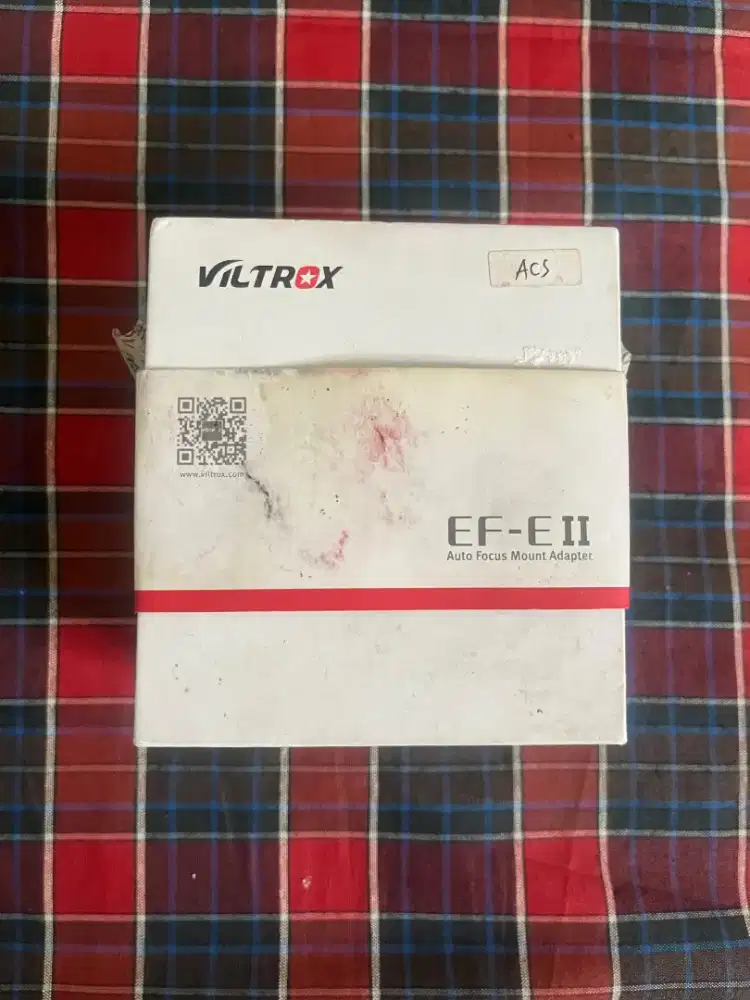 VILTROX
ACS
www.viltrox.com
EF-E II
Auto Focus Mount Adapter